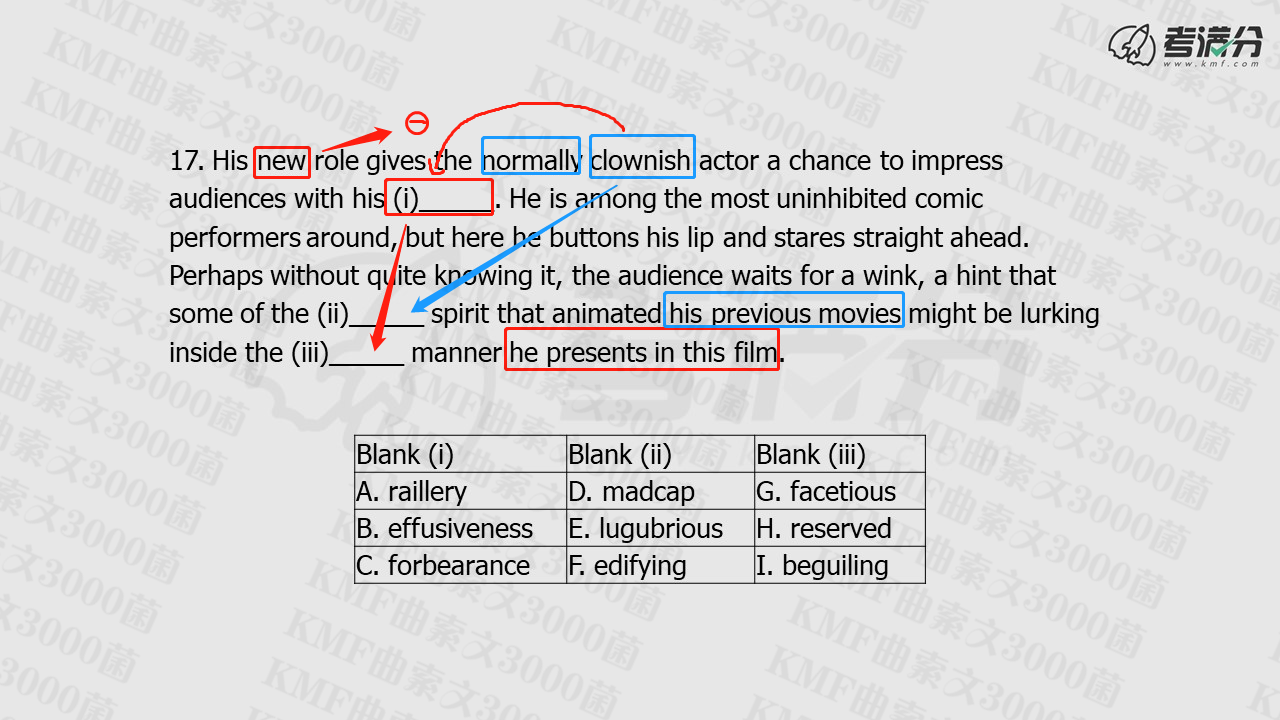 考满分
www.kmf.com
17. His new role gives the normally clownish actor a chance to impress
audiences with his (i)______. He is among the most uninhibited comic
performers around, but here he buttons his lip and stares straight ahead.
Perhaps without quite knowing it, the audience waits for a wink, a hint that
some of the (ii)______ spirit that animated his previous movies might be lurking
inside the (iii)______ manner he presents in this film.
Blank (i) Blank (ii) Blank (iii)
A. raillery D. madcap G. facetious
B. effusiveness E. lugubrious H. reserved
C. forbearance F. edifying I. beguiling
KMF曲索文3000菌